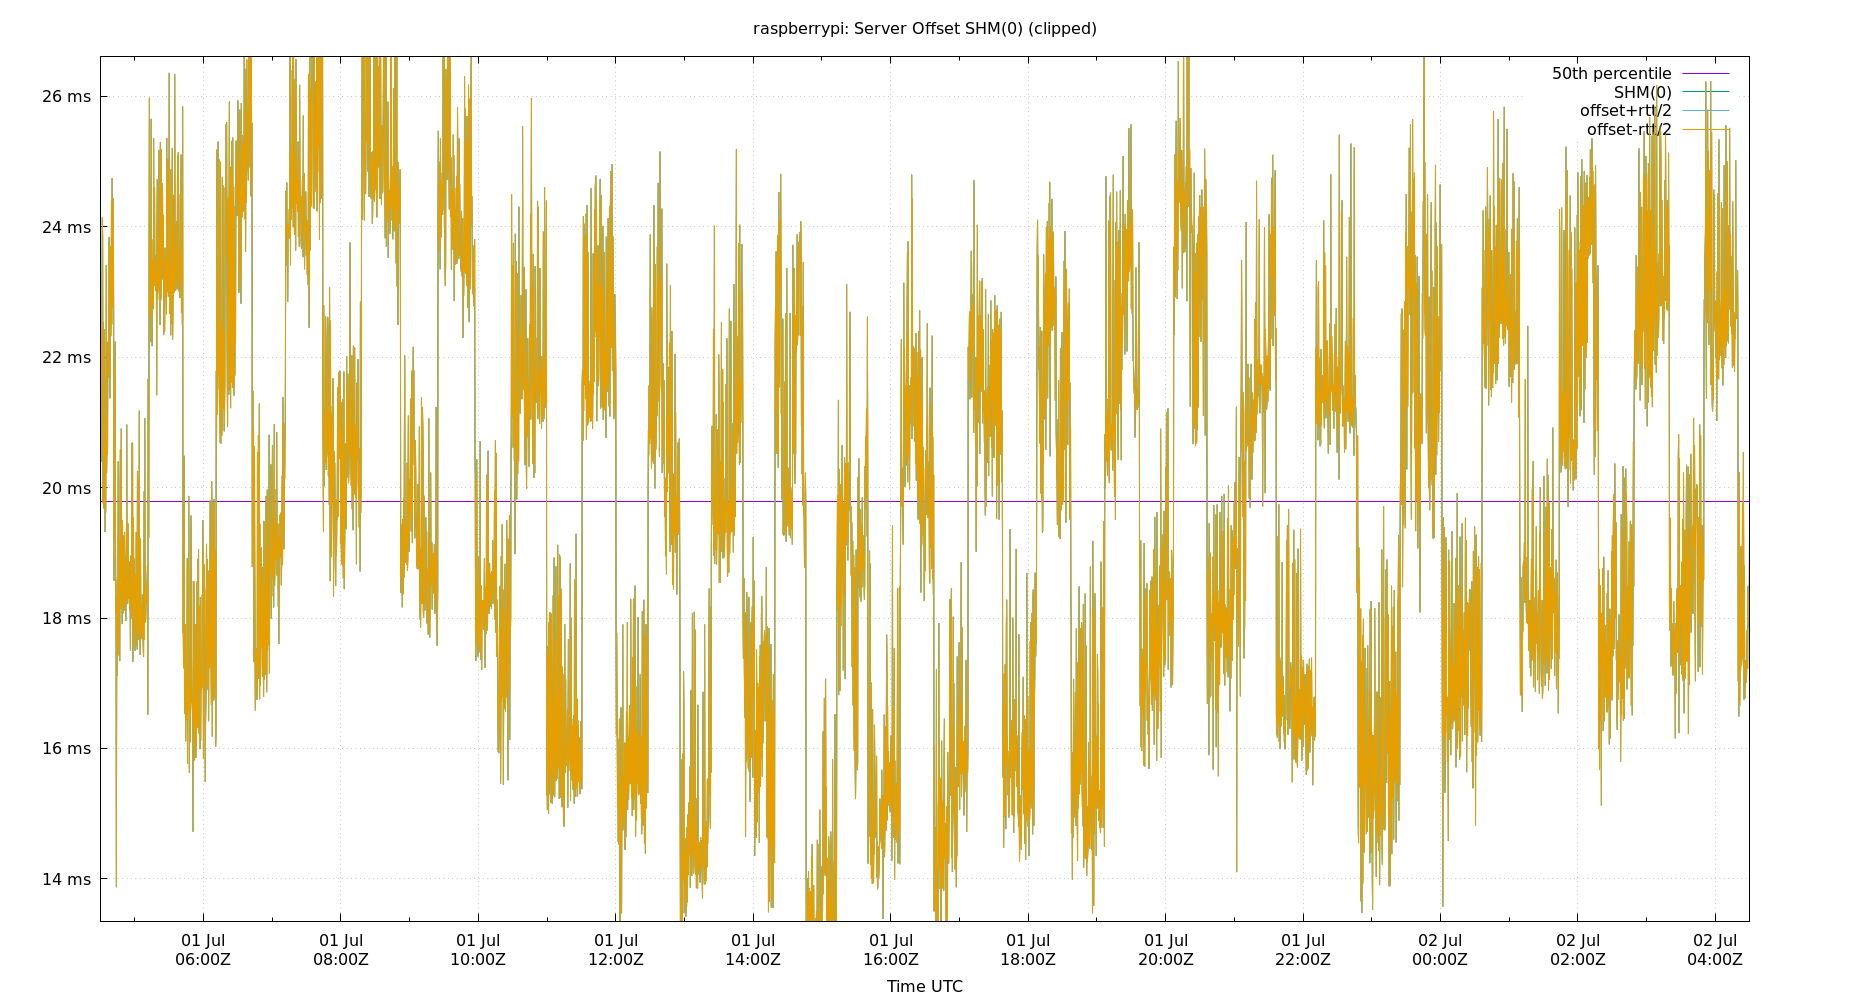 raspberrypi: Server Offset SHM(0) (clipped)
50th percentile
SHM(0)
offset+rtt/2
offset-rtt/2
26 ms
24 ms
22 ms
20 ms
18 ms
16 ms
14 ms
01 Jul 01 Jul 01 Jul 01 Jul 01 Jul 01 Jul 01 Jul 01 Jul 01 Jul 02 Jul 02 Jul 02 Jul
06:00Z 08:00Z 10:00Z 12:00Z 14:00Z 16:00Z 18:00Z 20:00Z 22:00Z 00:00Z 02:00Z 04:00Z
Time UTC